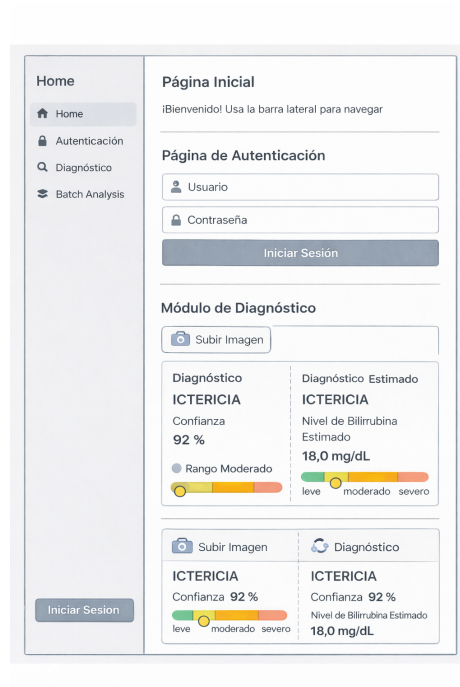 Home
Home
Autenticación
Diagnóstico
Batch Analysis
Iniciar Sesion
Página Inicial
¡Bienvenido! Usa la barra lateral para navegar
Página de Autenticación
Usuario
Contraseña
Iniciar Sesión
Módulo de Diagnóstico
Subir Imagen
Diagnóstico
ICTERICIA
Confianza
92 %
Rango Moderado
Diagnóstico Estimado
ICTERICIA
Nivel de Bilirrubina
Estimado
18,0 mg/dL
leve moderado severo
Subir Imagen
ICTERICIA
Confianza 92 %
leve moderado severo
Diagnóstico
ICTERICIA
Confianza 92 %
Nivel de Bilirrubina Estimado
18,0 mg/dL